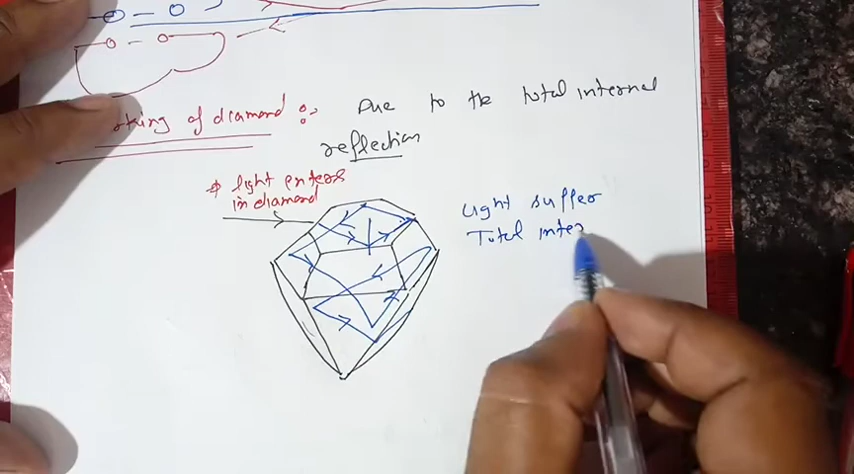 of diamond :- Due to the total internal
reflection
* light enters
in diamond
Light suffer
Total inter